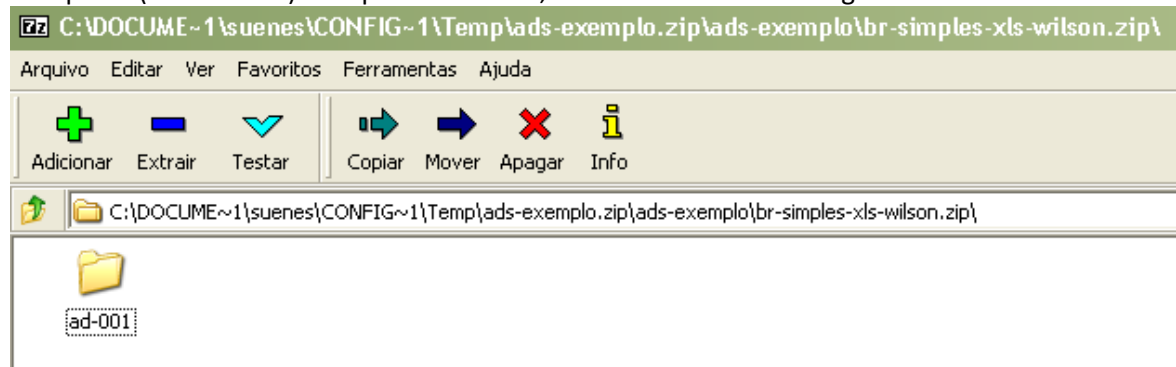 7z C:\DOCUME~1\suenes\CONFIG~1\Temp\ads-exemplo.zip\ads-exemplo\br-simples-xls-wilson.zip\
Arquivo Editar Ver Favoritos Ferramentas Ajuda
Adicionar Extrair Testar Copiar Mover Apagar Info
C:\DOCUME~1\suenes\CONFIG~1\Temp\ads-exemplo.zip\ads-exemplo\br-simples-xls-wilson.zip\
ad-001